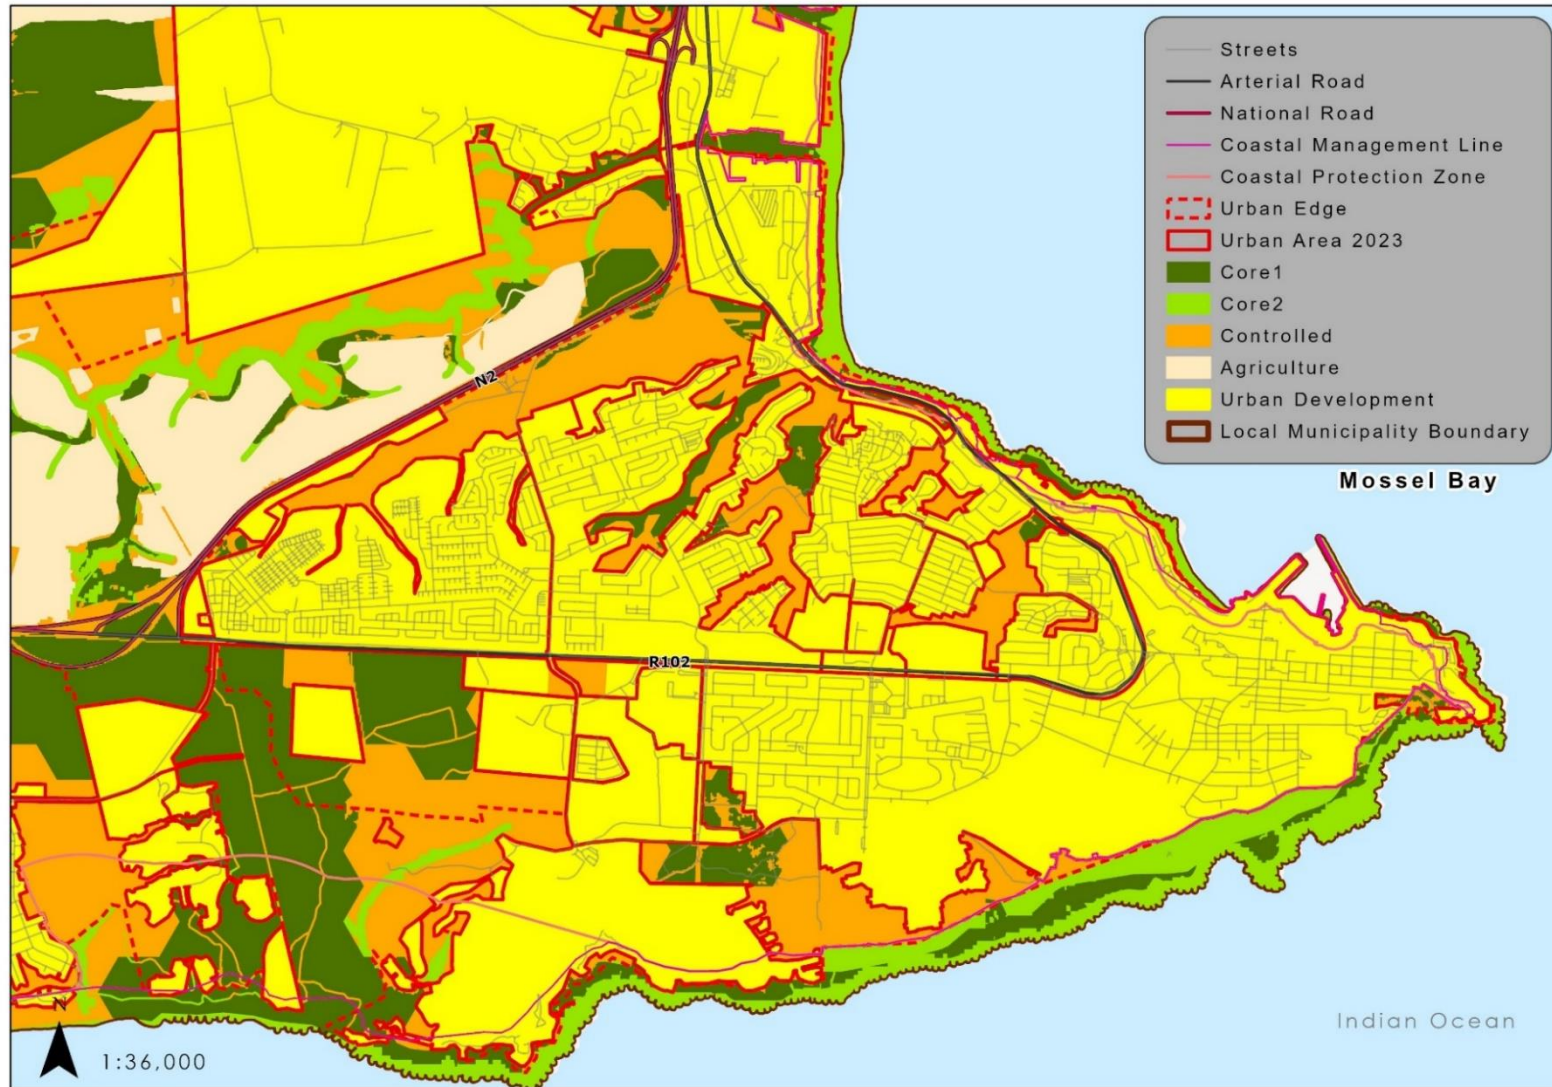 Streets
Arterial Road
National Road
Coastal Management Line
Coastal Protection Zone
Urban Edge
Urban Area 2023
Core1
Core2
Controlled
Agriculture
Urban Development
Local Municipality Boundary
Mossel Bay
N2
R102
Indian Ocean
N
1:36,000